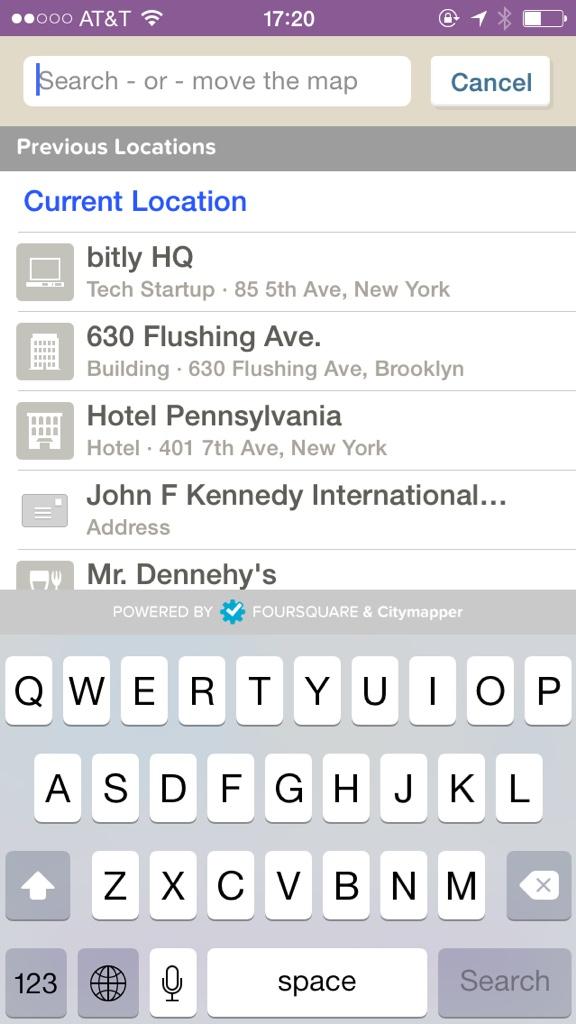 AT&T 17:20
Search - or - move the map Cancel
Previous Locations
Current Location
bitly HQ
Tech Startup · 85 5th Ave, New York
630 Flushing Ave.
Building · 630 Flushing Ave, Brooklyn
Hotel Pennsylvania
Hotel · 401 7th Ave, New York
John F Kennedy International...
Address
Mr. Dennehy's
POWERED BY FOURSQUARE & Citymapper
Q W E R T Y U I O P
A S D F G H J K L
Z X C V B N M
123 space Search